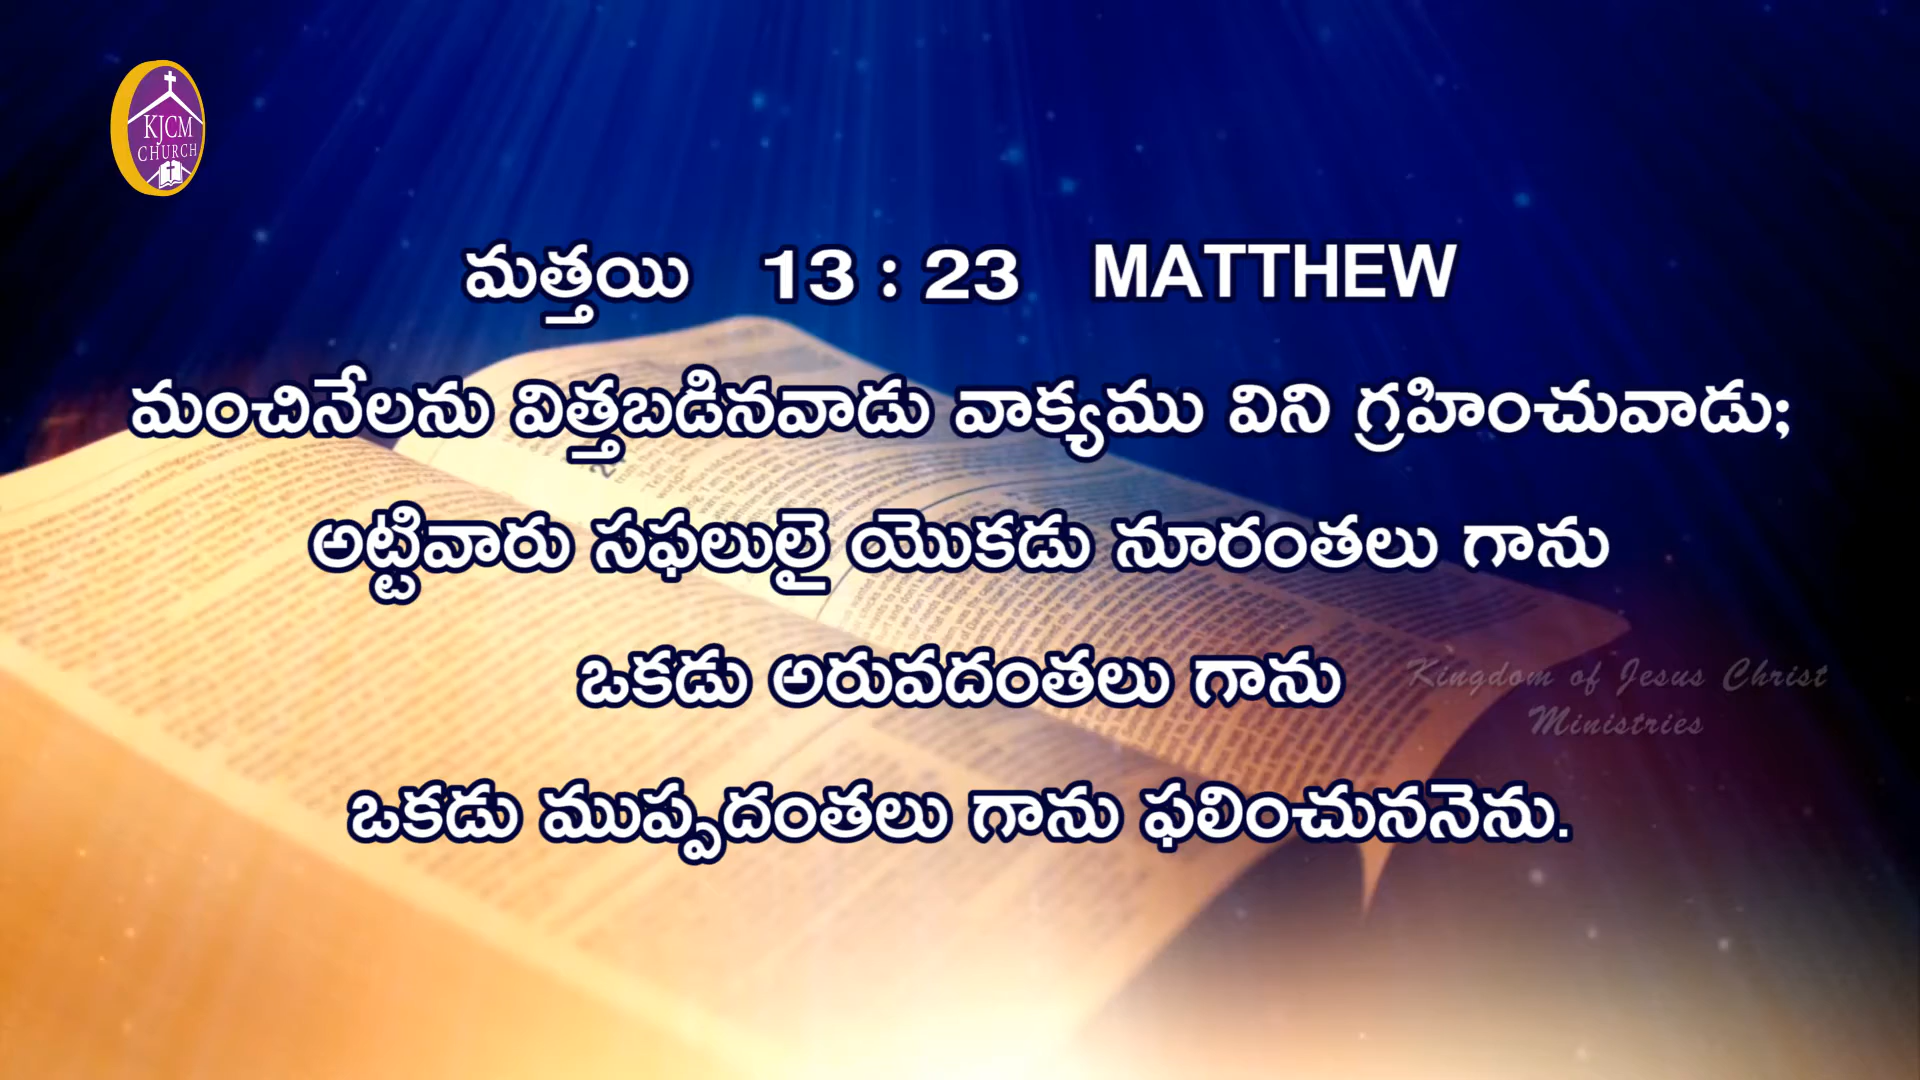 KJCM
CHURCH
మత్తయి 13 : 23 MATTHEW
మంచినేలను విత్తబడినవాడు వాక్యము విని గ్రహించువాడు;
అట్టివారు సఫలులై యొకడు నూరంతలు గాను
ఒకడు అరువదంతలు గాను
Kingdom of Jesus Christ
Ministries
ఒకడు ముప్పదంతలు గాను ఫలించుననెను.